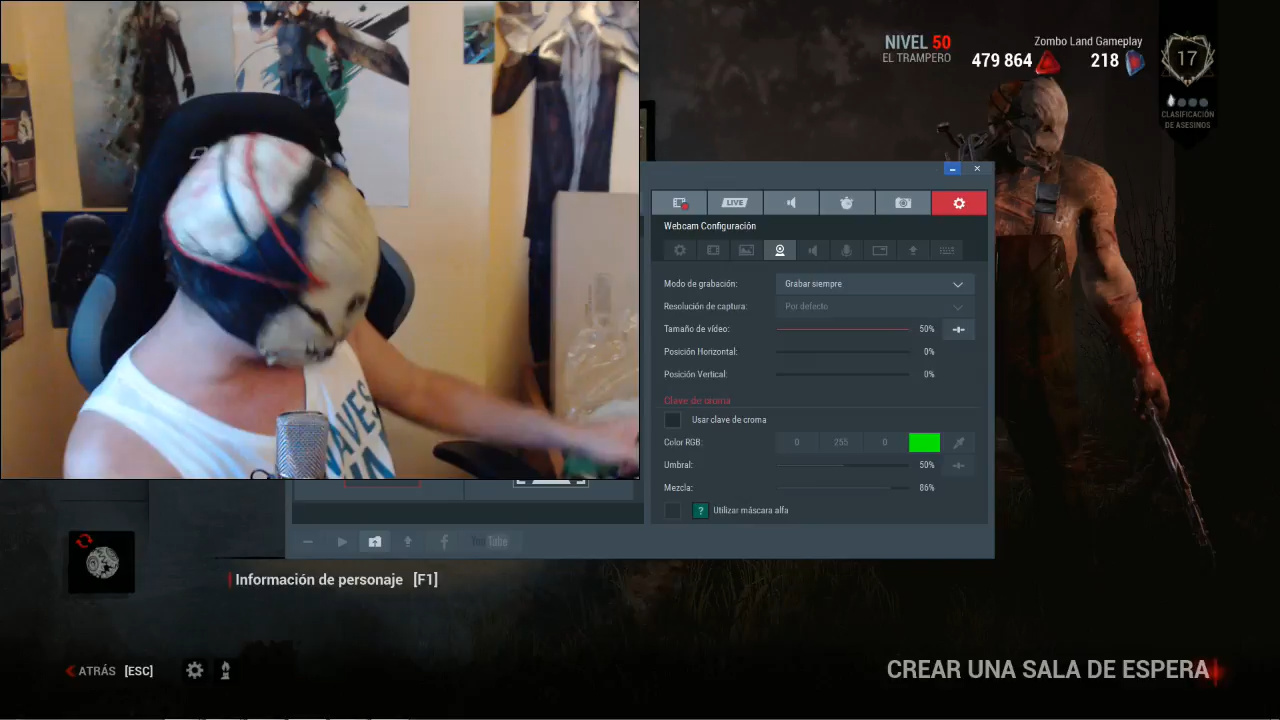 NIVEL 50
EL TRAMPERO
Zombo Land Gameplay
479 864
218
17
CLASIFICACIÓN
DE ASESINOS
LIVE
Webcam Configuración
Modo de grabación: Grabar siempre
Resolución de captura: Por defecto
Tamaño de vídeo: 50%
Posición Horizontal: 0%
Posición Vertical: 0%
Clave de croma
Usar clave de croma
Color RGB: 0 255 0
Umbral: 50%
Mezcla: 86%
? Utilizar máscara alfa
YouTube
Información de personaje [F1]
ATRÁS [ESC]
CREAR UNA SALA DE ESPERA